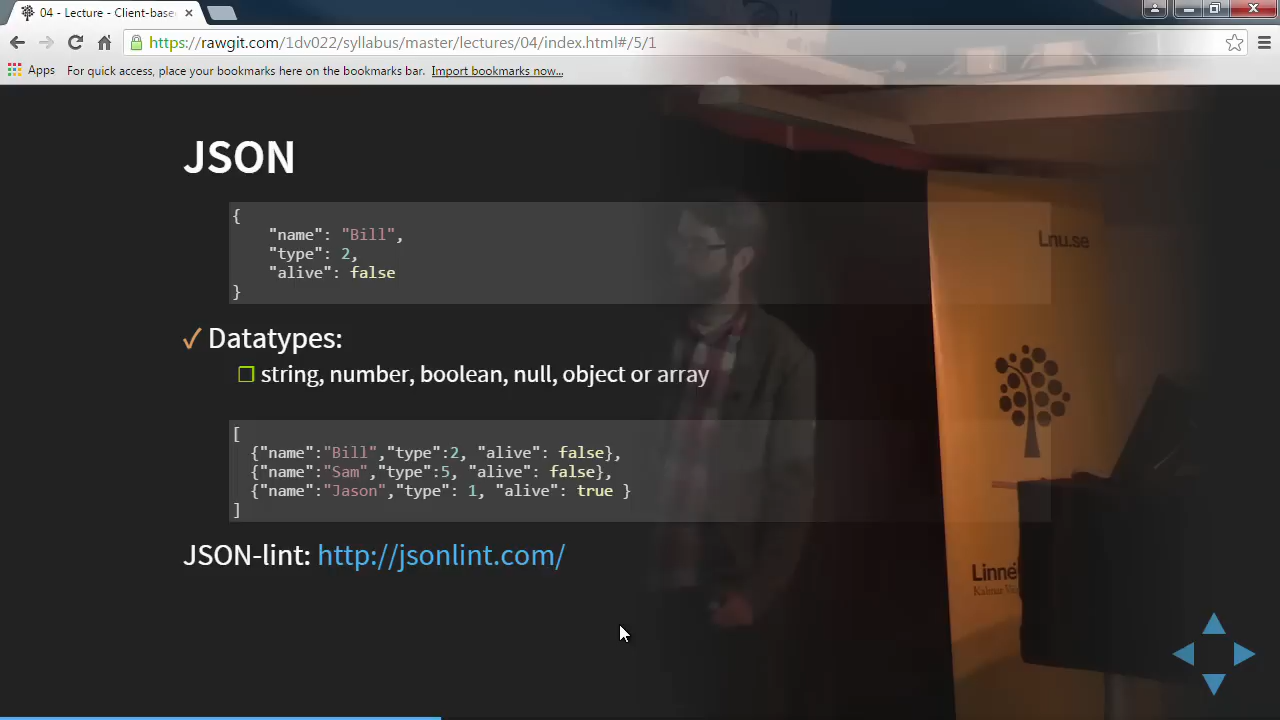 04 - Lecture - Client-base
https://rawgit.com/1dv022/syllabus/master/lectures/04/index.html#/5/1
Apps For quick access, place your bookmarks here on the bookmarks bar. Import bookmarks now...
JSON
{
"name": "Bill",
"type": 2,
"alive": false
}
Lnu.se
✓ Datatypes:
string, number, boolean, null, object or array
[
{"name":"Bill","type":2, "alive": false},
{"name":"Sam","type":5, "alive": false},
{"name":"Jason","type": 1, "alive": true }
]
JSON-lint: http://jsonlint.com/
Linne
Kalmar